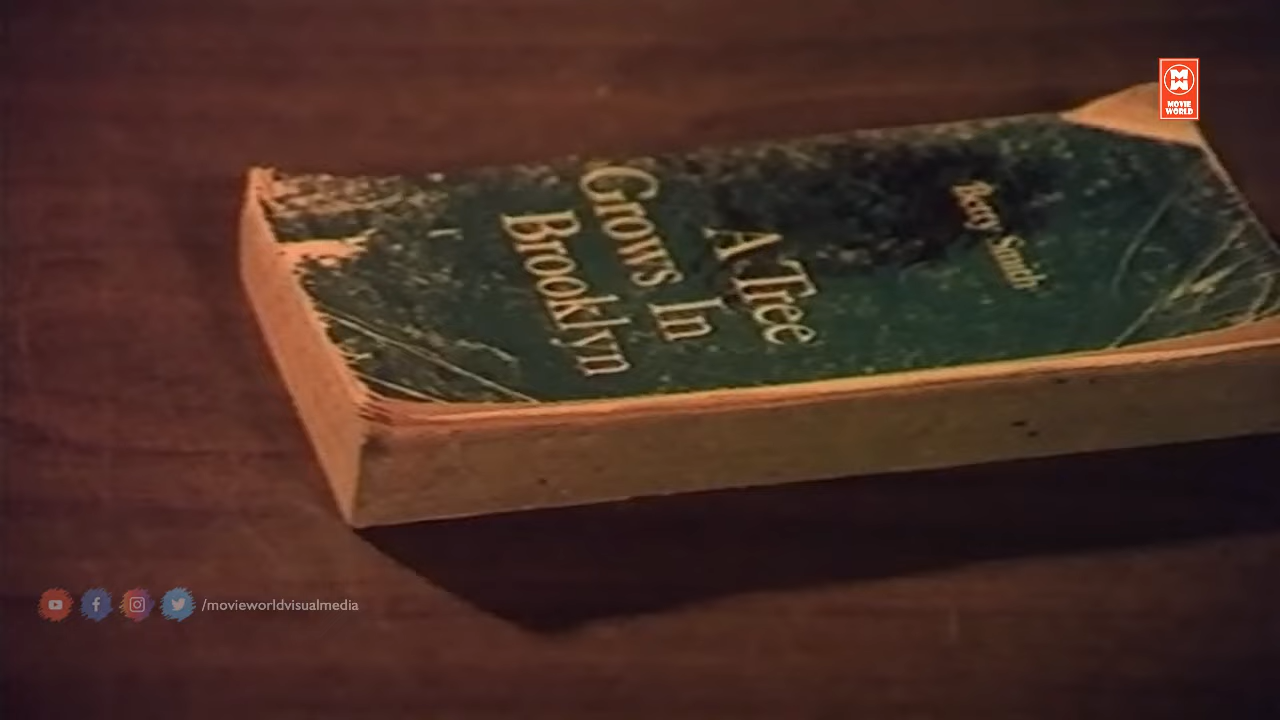 A Tree
Grows In
Brooklyn
Betty Smith
MOVIE
WORLD
/movieworldvisualmedia